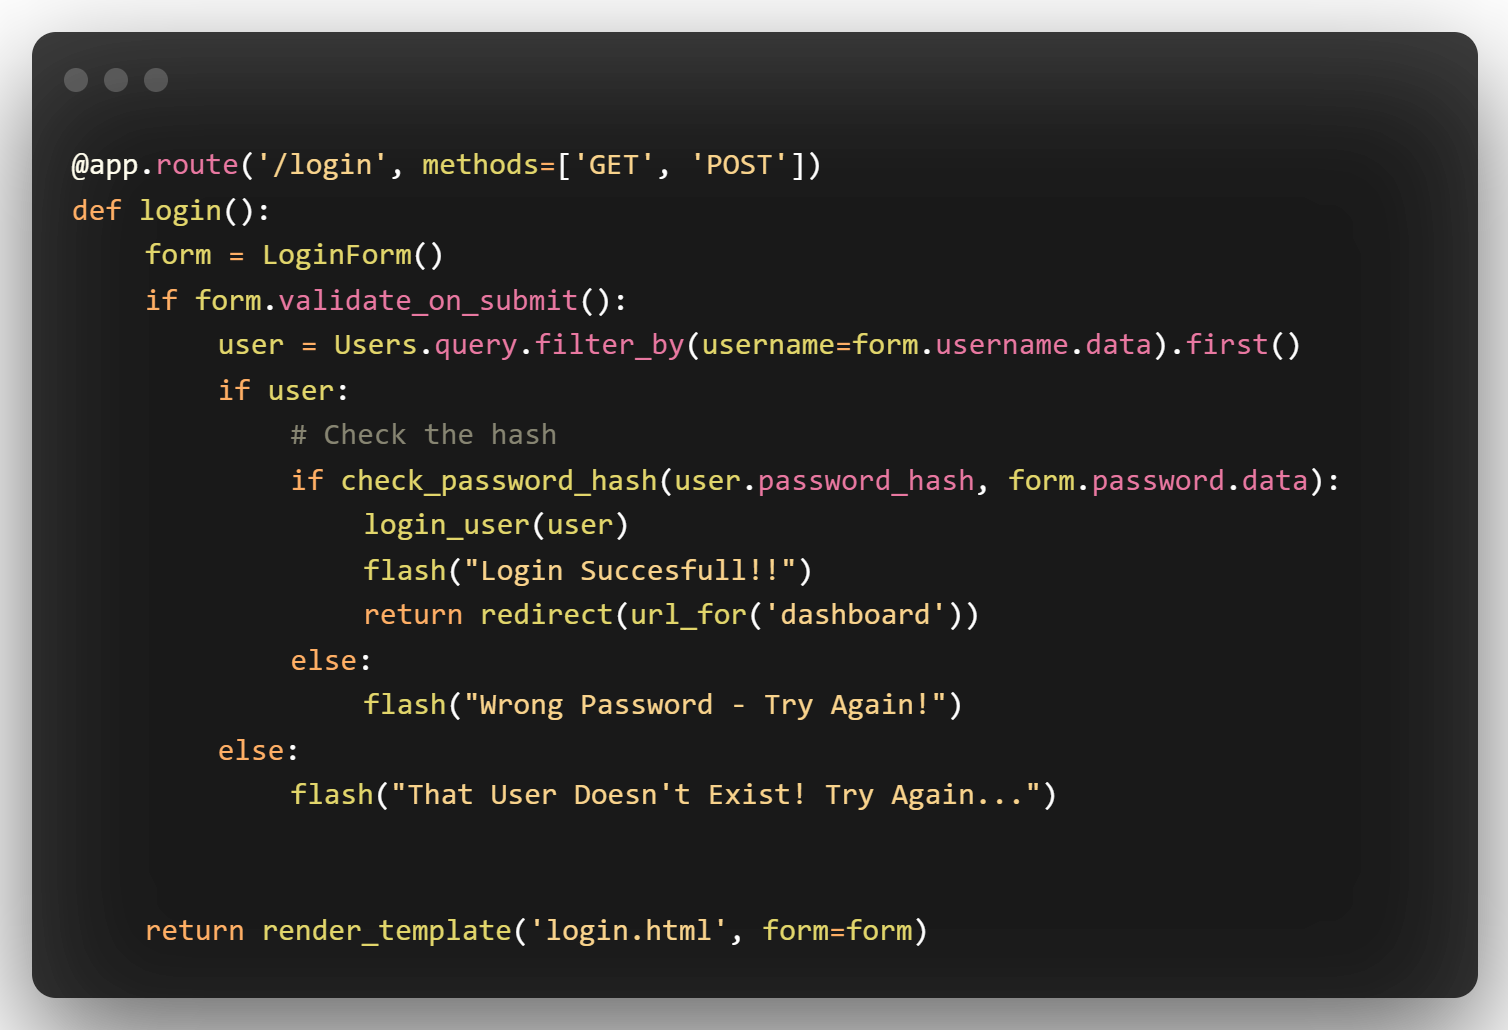 @app.route('/login', methods=['GET', 'POST'])
def login():
    form = LoginForm()
    if form.validate_on_submit():
        user = Users.query.filter_by(username=form.username.data).first()
        if user:
            # Check the hash
            if check_password_hash(user.password_hash, form.password.data):
                login_user(user)
                flash("Login Succesfull!!")
                return redirect(url_for('dashboard'))
            else:
                flash("Wrong Password - Try Again!")
        else:
            flash("That User Doesn't Exist! Try Again...")
    return render_template('login.html', form=form)